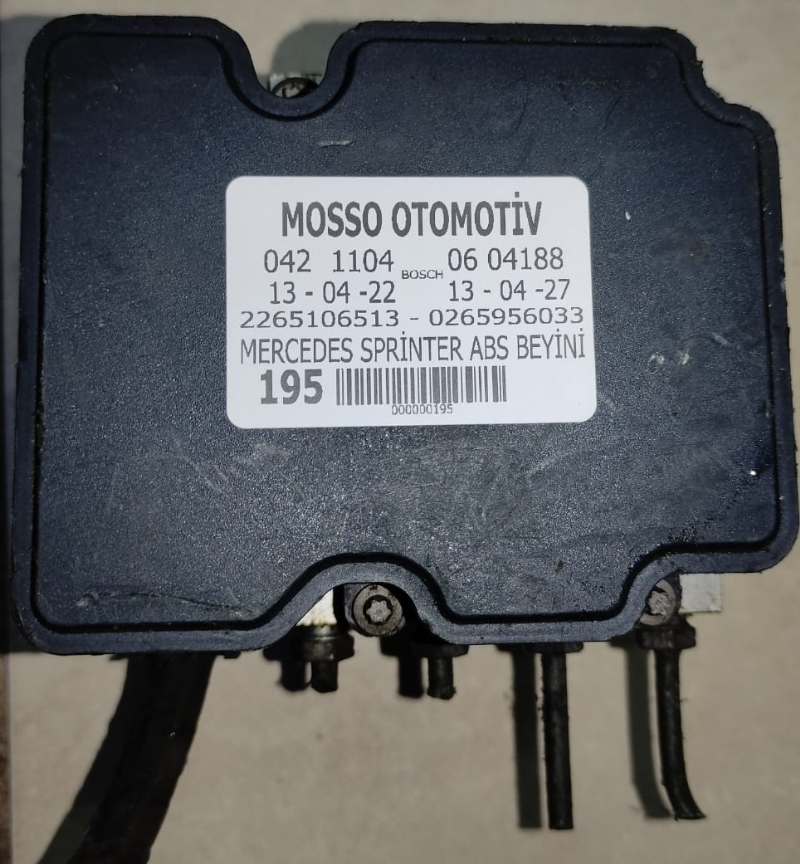 MOSSO OTOMOTİV
042 1104 BOSCH 06 04188
13 - 04 -22 13 - 04 -27
2265106513 - 0265956033
MERCEDES SPRİNTER ABS BEYİNİ
195
000000195